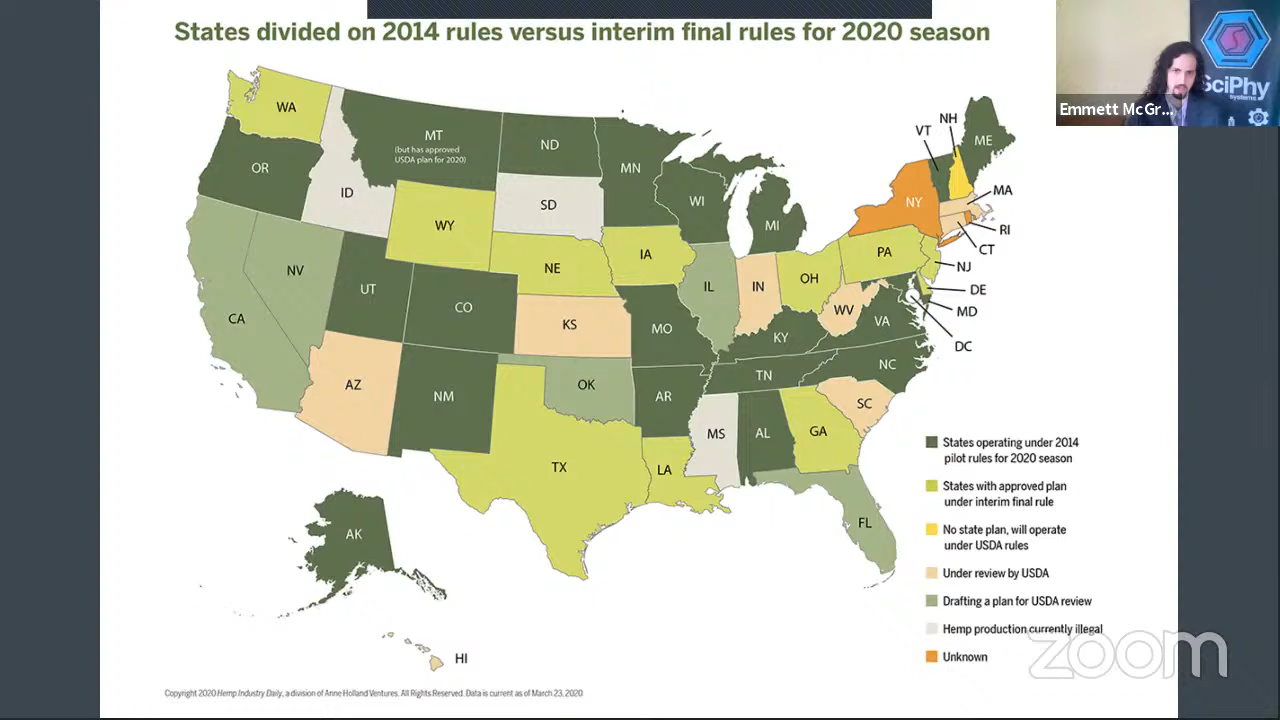 States divided on 2014 rules versus interim final rules for 2020 season
SciPhy
systems
Emmett McGr...
WA
MT
(but has approved
USDA plan for 2020)
ND
MN
OR
ID
SD
WI
MI
WY
NE
IA
NV
UT
CO
CA
KS
MO
IL
IN
OH
PA
NY
VT
NH
ME
MA
RI
CT
NJ
DE
MD
DC
WV
VA
KY
NC
TN
SC
AZ
NM
OK
AR
TX
LA
MS
AL
GA
FL
AK
HI
States operating under 2014
pilot rules for 2020 season
States with approved plan
under interim final rule
No state plan, will operate
under USDA rules
Under review by USDA
Drafting a plan for USDA review
Hemp production currently illegal
Unknown
zoom
Copyright 2020 Hemp Industry Daily, a division of Anne Holland Ventures. All Rights Reserved. Data is current as of March 23, 2020